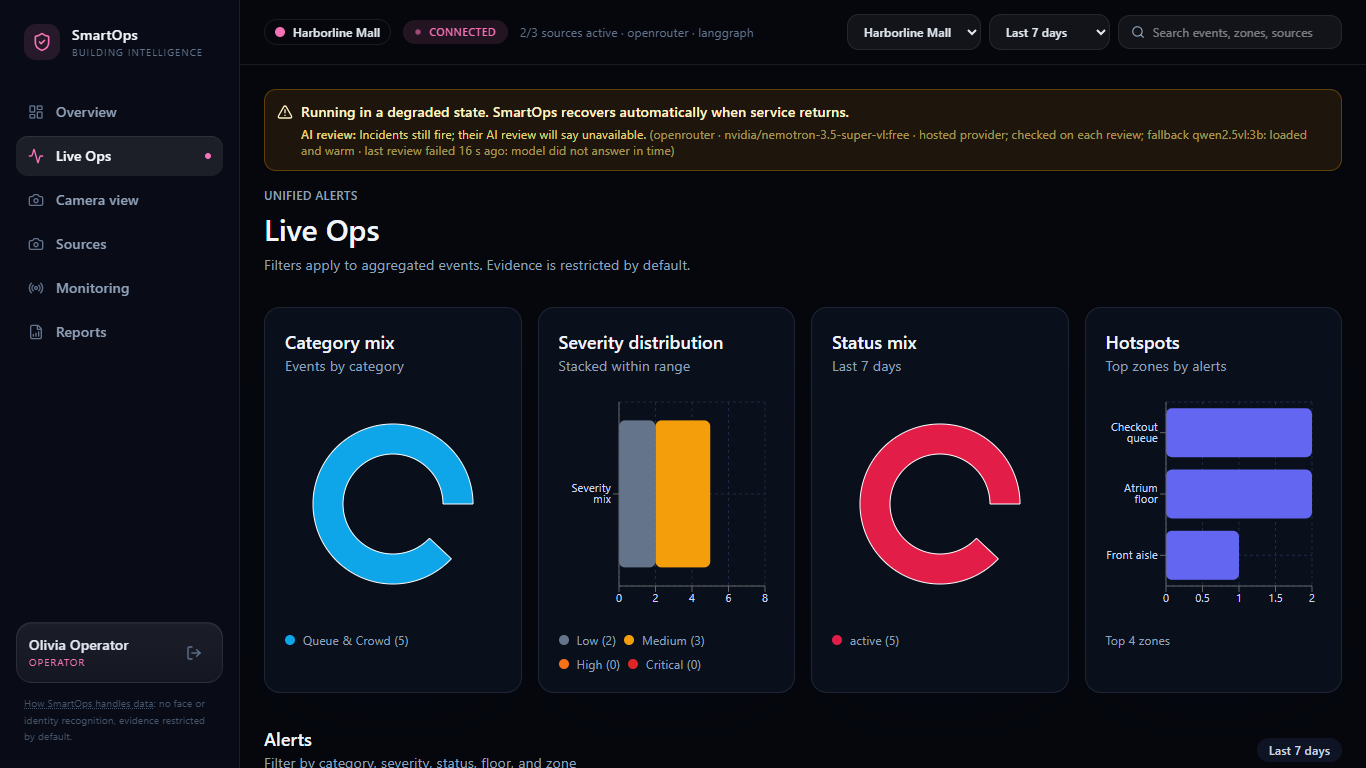 SmartOps
BUILDING INTELLIGENCE
Overview
Live Ops
Camera view
Sources
Monitoring
Reports
Olivia Operator
OPERATOR
How SmartOps handles data: no face or
identity recognition, evidence restricted
by default.
Harborline Mall
CONNECTED
2/3 sources active · openrouter · langgraph
Harborline Mall
Last 7 days
Search events, zones, sources
Running in a degraded state. SmartOps recovers automatically when service returns.
AI review: Incidents still fire; their AI review will say unavailable. (openrouter · nvidia/nemotron-3.5-super-vl:free · hosted provider; checked on each review; fallback qwen2.5vl:3b: loaded
and warm · last review failed 16 s ago: model did not answer in time)
UNIFIED ALERTS
Live Ops
Filters apply to aggregated events. Evidence is restricted by default.
Category mix
Events by category
Queue & Crowd (5)
Severity distribution
Stacked within range
Severity
mix
0 2 4 6 8
Low (2) Medium (3)
High (0) Critical (0)
Status mix
Last 7 days
active (5)
Hotspots
Top zones by alerts
Checkout
queue
Atrium
floor
Front aisle
0 0.5 1 1.5 2
Top 4 zones
Alerts
Last 7 days
Filter by category, severity, status, floor, and zone